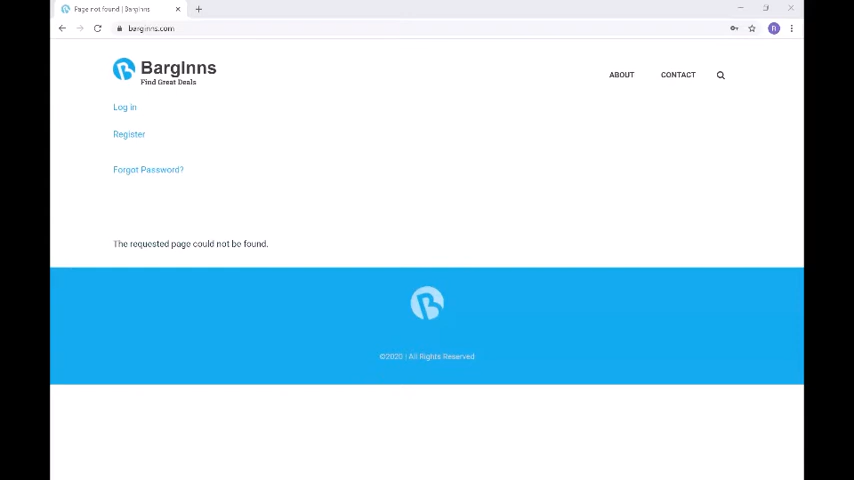 Page not found | BargInns
barginns.com
BargInns
Find Great Deals
ABOUT
CONTACT
Log in
Register
Forgot Password?
The requested page could not be found.
©2020 | All Rights Reserved